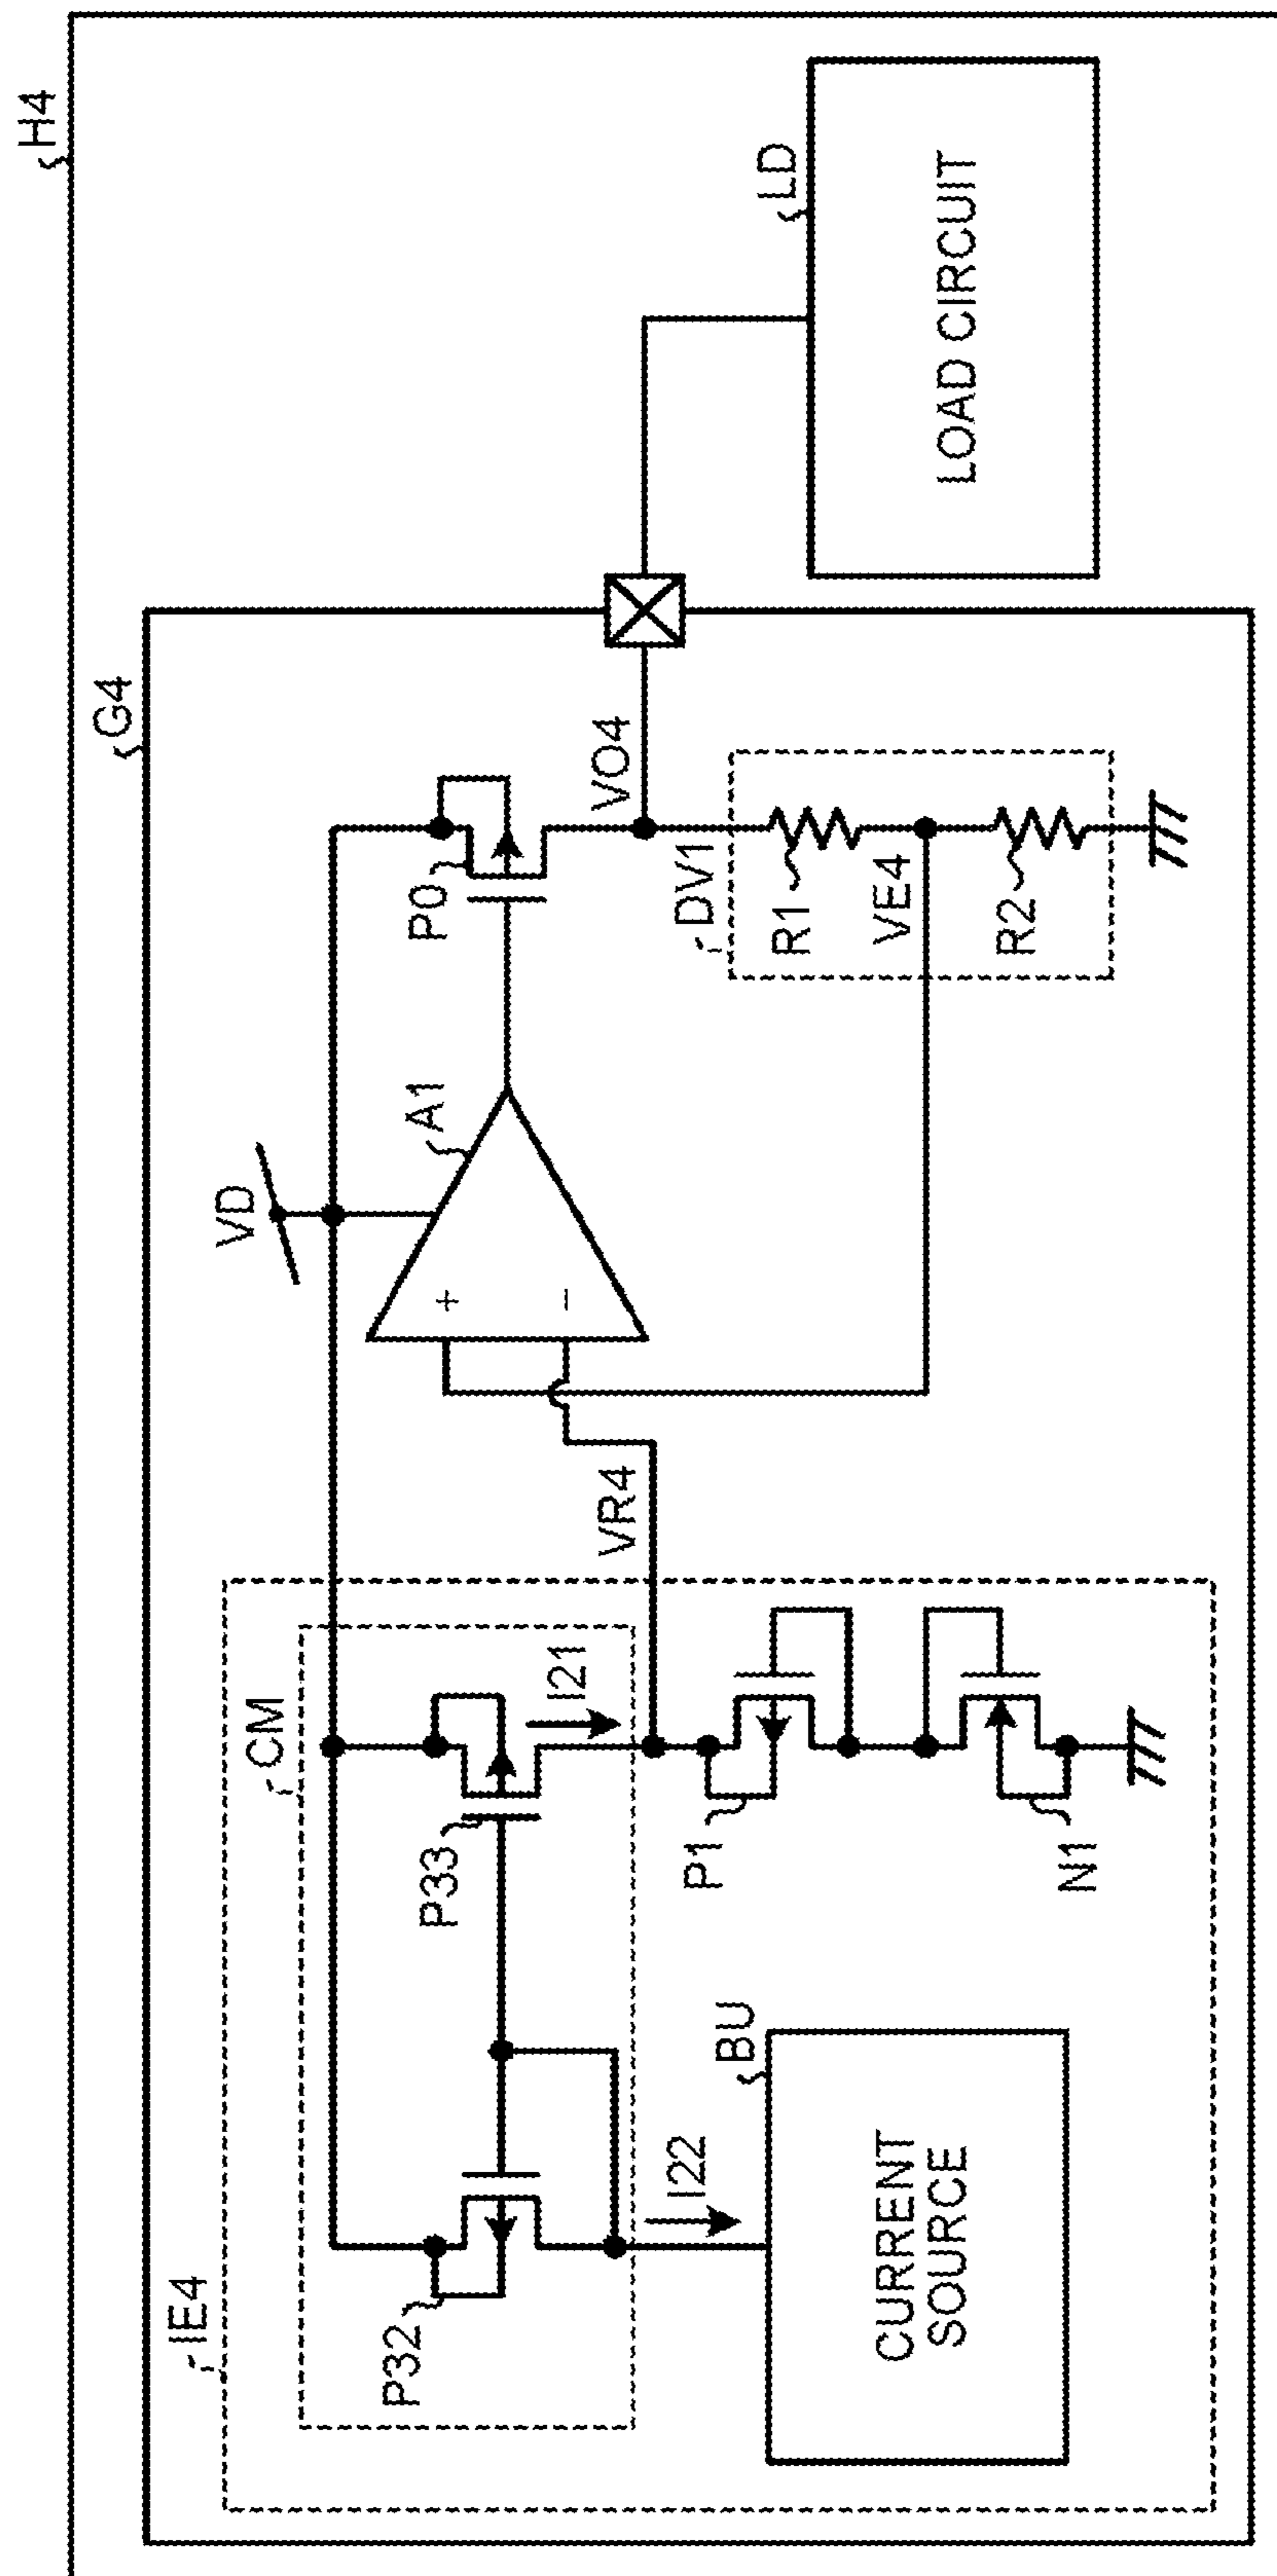 H4
G4
IE4
VD
CM
P32
P33
I21
I22
BU
CURRENT
SOURCE
P1
N1
VR4
A1
+
−
P0
VO4
DV1
R1
VE4
R2
LD
LOAD CIRCUIT